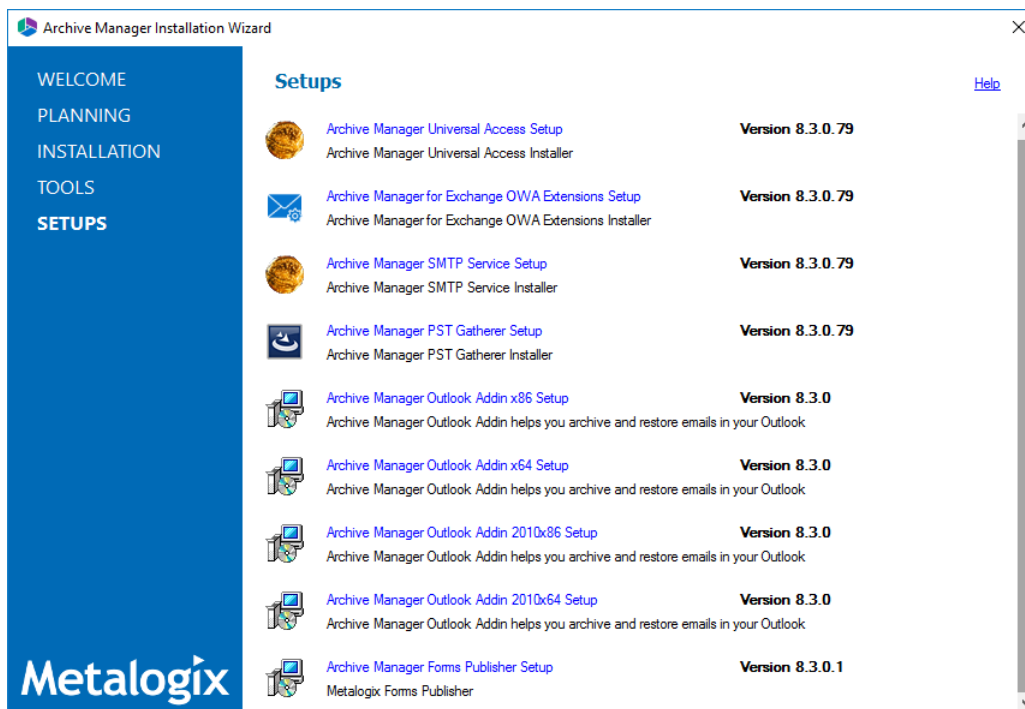 Archive Manager Installation Wizard
WELCOME
PLANNING
INSTALLATION
TOOLS
SETUPS
Metalogix
Setups
Help
Archive Manager Universal Access Setup Version 8.3.0.79
Archive Manager Universal Access Installer
Archive Manager for Exchange OWA Extensions Setup Version 8.3.0.79
Archive Manager for Exchange OWA Extensions Installer
Archive Manager SMTP Service Setup Version 8.3.0.79
Archive Manager SMTP Service Installer
Archive Manager PST Gatherer Setup Version 8.3.0.79
Archive Manager PST Gatherer Installer
Archive Manager Outlook Addin x86 Setup Version 8.3.0
Archive Manager Outlook Addin helps you archive and restore emails in your Outlook
Archive Manager Outlook Addin x64 Setup Version 8.3.0
Archive Manager Outlook Addin helps you archive and restore emails in your Outlook
Archive Manager Outlook Addin 2010x86 Setup Version 8.3.0
Archive Manager Outlook Addin helps you archive and restore emails in your Outlook
Archive Manager Outlook Addin 2010x64 Setup Version 8.3.0
Archive Manager Outlook Addin helps you archive and restore emails in your Outlook
Archive Manager Forms Publisher Setup Version 8.3.0.1
Metalogix Forms Publisher